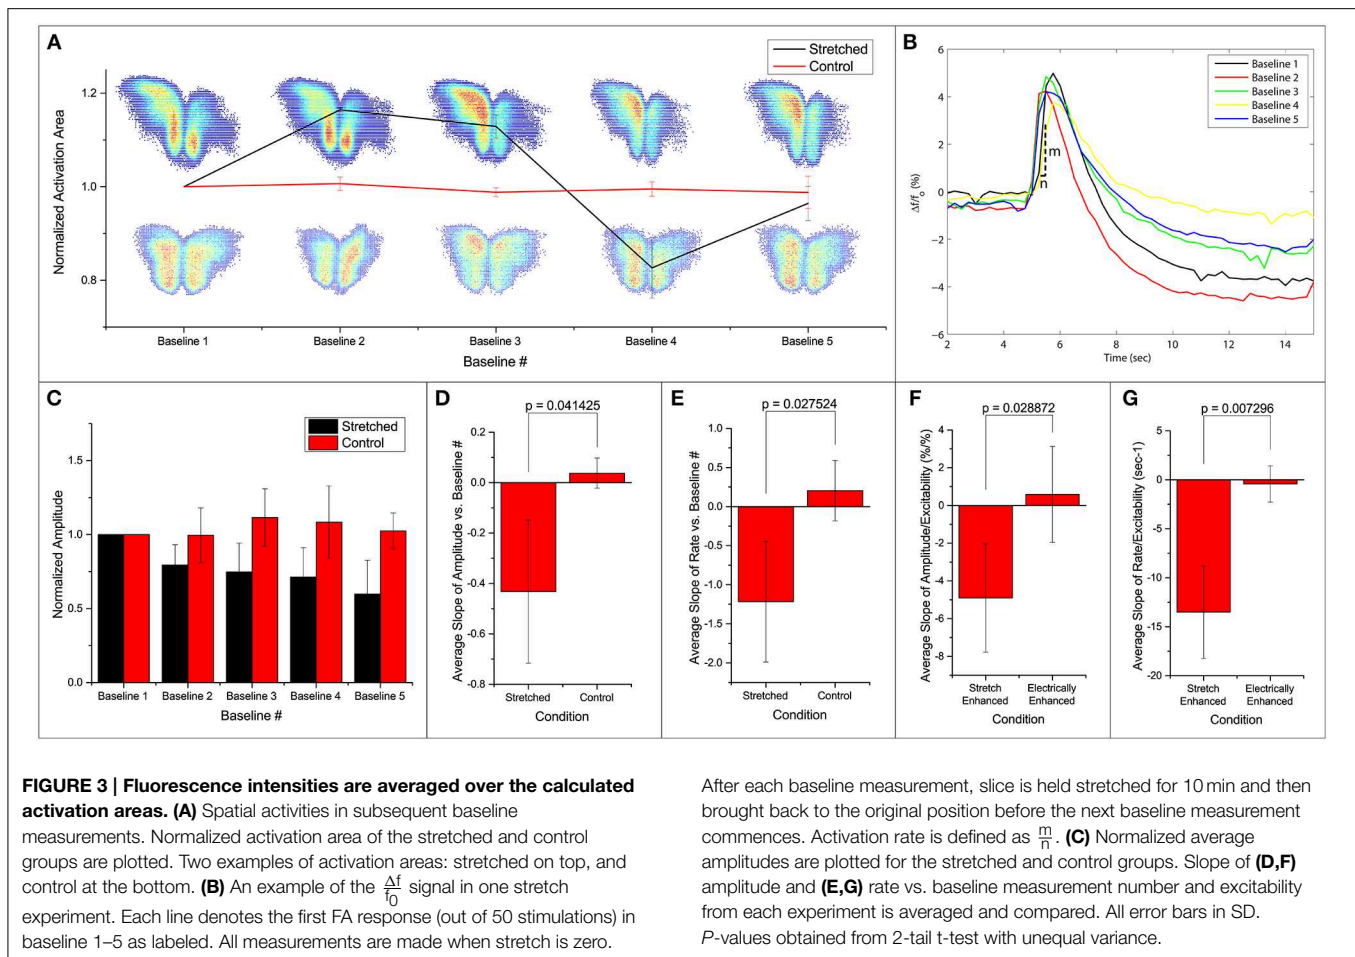 A
Stretched
Control
Normalized Activation Area
1.2
1.0
0.8
Baseline 1
Baseline 2
Baseline 3
Baseline 4
Baseline 5
Baseline #
B
Baseline 1
Baseline 2
Baseline 3
Baseline 4
Baseline 5
Δf/f₀ (%)
6
4
2
0
-2
-4
-6
m
n
2
4
6
8
10
12
14
Time (sec)
C
Stretched
Control
Normalized Amplitude
1.5
1.0
0.5
0.0
Baseline 1
Baseline 2
Baseline 3
Baseline 4
Baseline 5
Baseline #
D
p = 0.041425
Average Slope of Amplitude vs. Baseline #
0.2
0.0
-0.2
-0.4
-0.6
-0.8
Stretched
Control
Condition
E
p = 0.027524
Average Slope of Rate vs. Baseline #
1.0
0.5
0.0
-0.5
-1.0
-1.5
-2.0
Stretched
Control
Condition
F
p = 0.028872
Average Slope of Amplitude/Excitability (%/%)
4
2
0
-2
-4
-6
-8
Stretch Enhanced
Electrically Enhanced
Condition
G
p = 0.007296
Average Slope of Rate/Excitability (sec-1)
5
0
-5
-10
-15
-20
Stretch Enhanced
Electrically Enhanced
Condition
FIGURE 3 | Fluorescence intensities are averaged over the calculated
activation areas. (A) Spatial activities in subsequent baseline
measurements. Normalized activation area of the stretched and control
groups are plotted. Two examples of activation areas: stretched on top, and
control at the bottom. (B) An example of the Δf/f0 signal in one stretch
experiment. Each line denotes the first FA response (out of 50 stimulations) in
baseline 1–5 as labeled. All measurements are made when stretch is zero.
After each baseline measurement, slice is held stretched for 10 min and then
brought back to the original position before the next baseline measurement
commences. Activation rate is defined as m/n. (C) Normalized average
amplitudes are plotted for the stretched and control groups. Slope of (D,F)
amplitude and (E,G) rate vs. baseline measurement number and excitability
from each experiment is averaged and compared. All error bars in SD.
P-values obtained from 2-tail t-test with unequal variance.